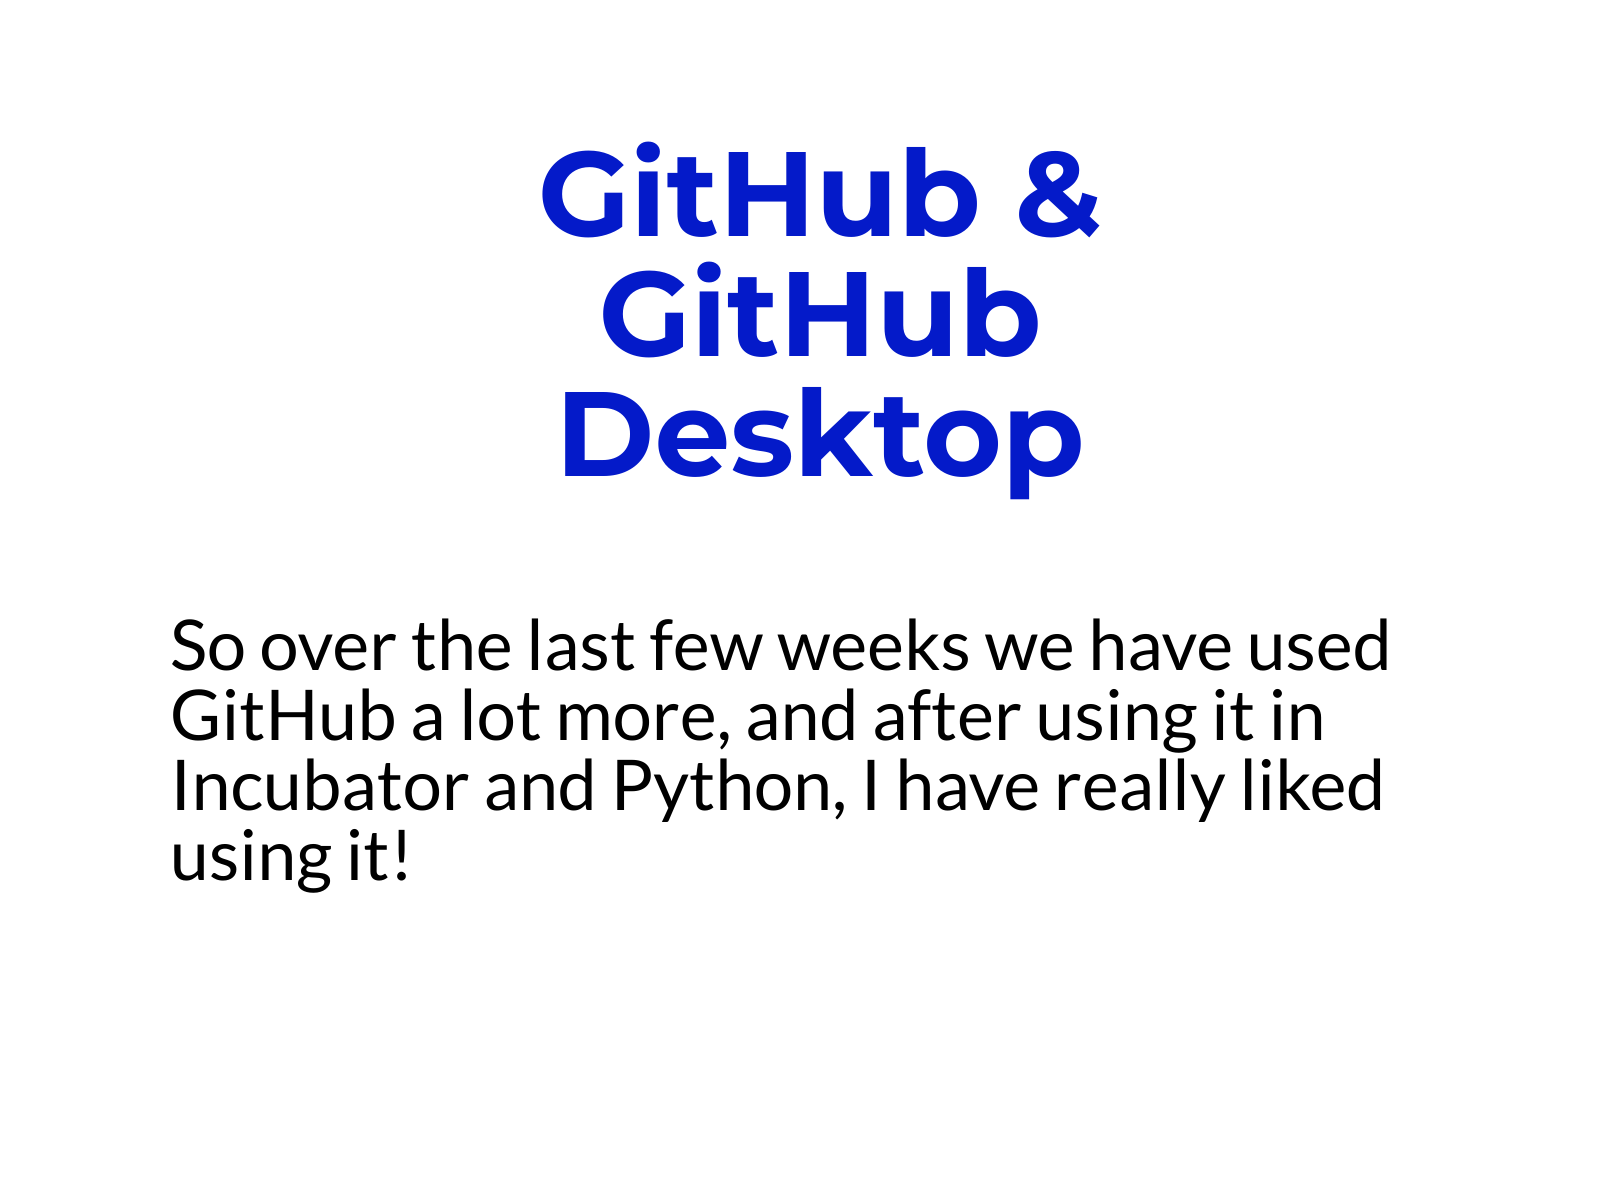 GitHub &
GitHub
Desktop
So over the last few weeks we have used
GitHub a lot more, and after using it in
Incubator and Python, I have really liked
using it!